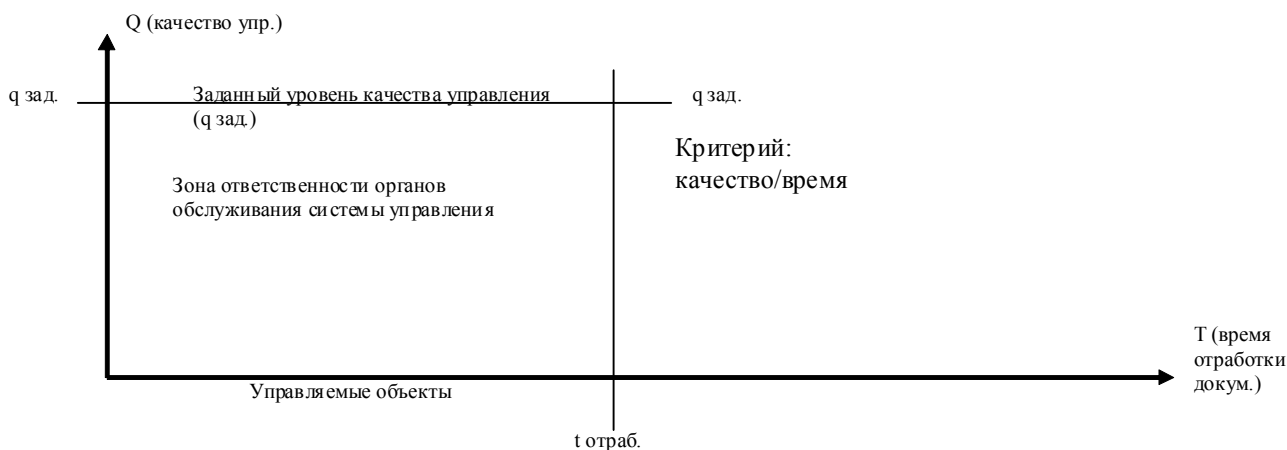 Q (качество упр.)
q зад.
Заданный уровень качества управления
(q зад.)
q зад.
Критерий:
качество/время
Зона ответственности органов
обслуживания системы управления
T (время
отработки
докум.)
Управляемые объекты
t отраб.